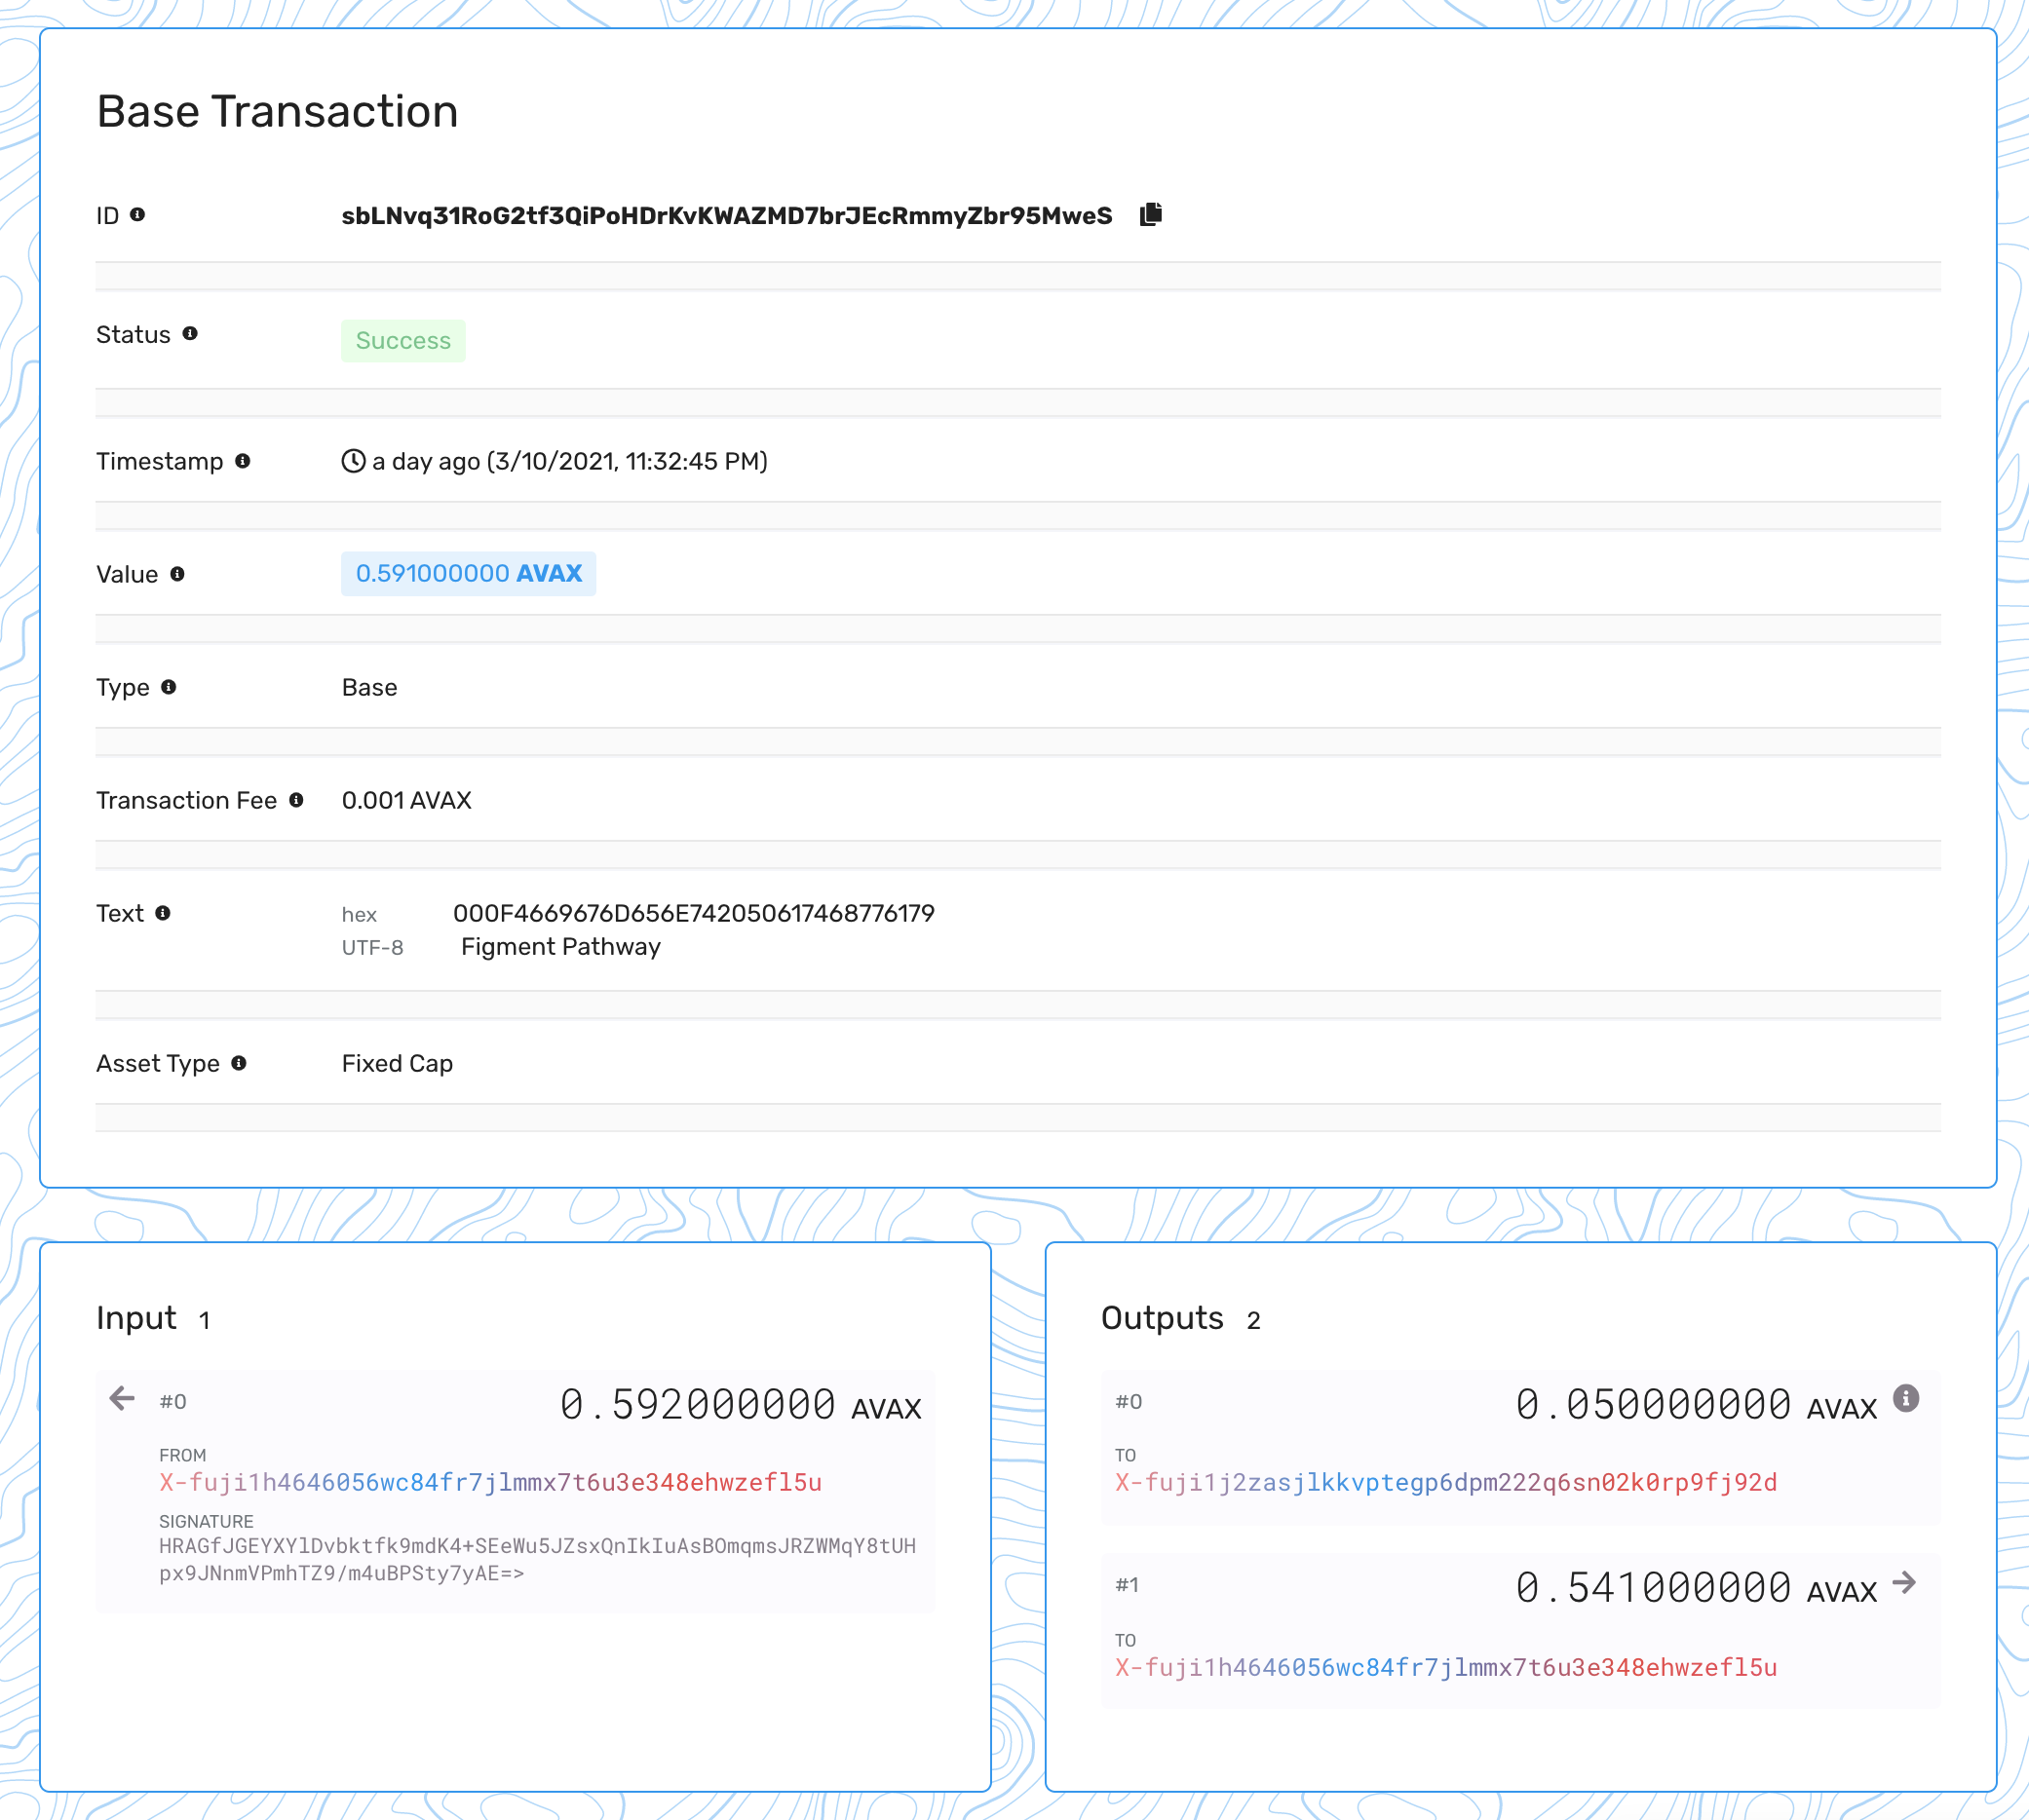 Base Transaction
ID sbLNvq31RoG2tf3QiPoHDrKvKWAZMD7brJEcRmmyZbr95MweS
Status Success
Timestamp a day ago (3/10/2021, 11:32:45 PM)
Value 0.591000000 AVAX
Type Base
Transaction Fee 0.001 AVAX
Text hex 000F4669676D656E742050617468776179
UTF-8 Figment Pathway
Asset Type Fixed Cap
Input 1
#0 0.592000000 AVAX
FROM
X-fuji1h4646056wc84fr7jlmmx7t6u3e348ehwzefl5u
SIGNATURE
HRAGfJGEYXYlDvbktfk9mdK4+SEeWu5JZsxQnIkIuAsBOmqmsJRZWMqY8tUH
px9JNnmVPmhTZ9/m4uBPSty7yAE=>
Outputs 2
#0 0.050000000 AVAX
TO
X-fuji1j2zasjlkkvptegp6dpm222q6sn02k0rp9fj92d
#1 0.541000000 AVAX
TO
X-fuji1h4646056wc84fr7jlmmx7t6u3e348ehwzefl5u